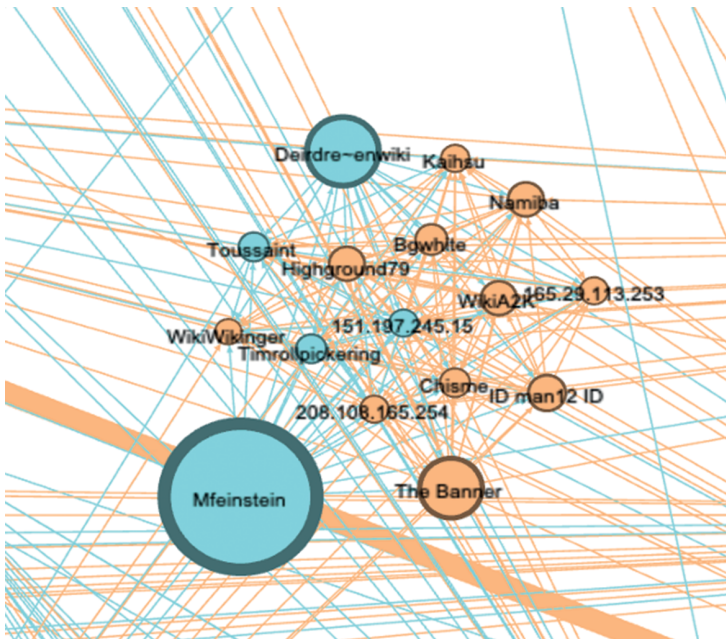 Deirdre~enwiki
Kaihsu
Namiba
Toussaint
Bgwhite
Highground79
WikiA2K
165.29.113.253
WikiWikinger
151.197.245.15
Timrollpickering
Chisme
ID man12 ID
208.108.165.254
Mfeinstein
The Banner